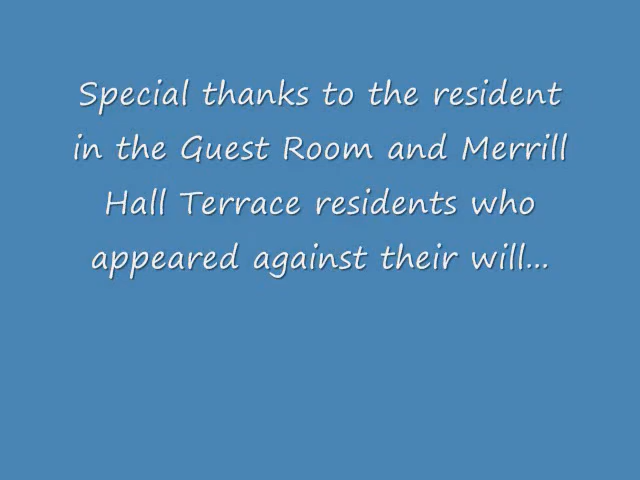 Special thanks to the resident
in the Guest Room and Merrill
Hall Terrace residents who
appeared against their will...